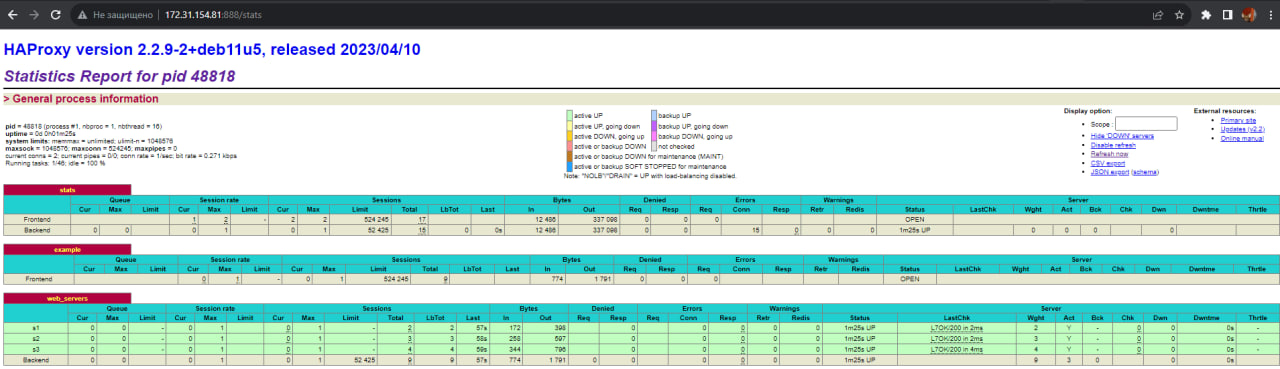 Не защищено 172.31.154.81:888/stats
HAProxy version 2.2.9-2+deb11u5, released 2023/04/10
Statistics Report for pid 48818
> General process information
pid = 48818 (process #1, nbproc = 1, nbthread = 16)
uptime = 0d 0h01m25s
system limits: memmax = unlimited; ulimit-n = 1048576
maxsock = 1048576; maxconn = 524245; maxpipes = 0
current conns = 2; current pipes = 0/0; conn rate = 1/sec; bit rate = 0.271 kbps
Running tasks: 1/46; idle = 100 %
active UP backup UP
active UP, going down backup UP, going down
active DOWN, going up backup DOWN, going up
active or backup DOWN not checked
active or backup DOWN for maintenance (MAINT)
active or backup SOFT STOPPED for maintenance
Note: "NOLB"/"DRAIN" = UP with load-balancing disabled.
Display option:
Scope :
Hide 'DOWN' servers
Disable refresh
Refresh now
CSV export
JSON export (schema)
External resources:
Primary site
Updates (v2.2)
Online manual
stats
Queue Session rate Sessions Bytes Denied Errors Warnings Server
Cur Max Limit Cur Max Limit Cur Max Limit Total LbTot Last In Out Req Resp Req Conn Resp Retr Redis Status LastChk Wght Act Bck Chk Dwn Dwntme Thrtle
Frontend 1 2 - 2 2 524 245 17 12 486 337 098 0 0 0 OPEN
Backend 0 0 0 1 0 1 52 425 15 0 0s 12 486 337 098 0 0 15 0 0 0 1m25s UP 0 0 0 0
example
Queue Session rate Sessions Bytes Denied Errors Warnings Server
Cur Max Limit Cur Max Limit Cur Max Limit Total LbTot Last In Out Req Resp Req Conn Resp Retr Redis Status LastChk Wght Act Bck Chk Dwn Dwntme Thrtle
Frontend 0 1 - 0 1 524 245 9 774 1 791 0 0 0 OPEN
web_servers
Queue Session rate Sessions Bytes Denied Errors Warnings Server
Cur Max Limit Cur Max Limit Cur Max Limit Total LbTot Last In Out Req Resp Req Conn Resp Retr Redis Status LastChk Wght Act Bck Chk Dwn Dwntme Thrtle
s1 0 0 - 0 1 0 1 - 2 2 57s 172 398 0 0 0 0 0 1m25s UP L7OK/200 in 2ms 2 Y - 0 0 0s -
s2 0 0 - 0 1 0 1 - 3 3 58s 258 597 0 0 0 0 0 1m25s UP L7OK/200 in 2ms 3 Y - 0 0 0s -
s3 0 0 - 0 1 0 1 - 4 4 59s 344 796 0 0 0 0 0 1m25s UP L7OK/200 in 4ms 4 Y - 0 0 0s -
Backend 0 0 0 1 0 1 52 425 9 9 57s 774 1 791 0 0 0 0 0 0 1m25s UP 9 3 0 0 0s